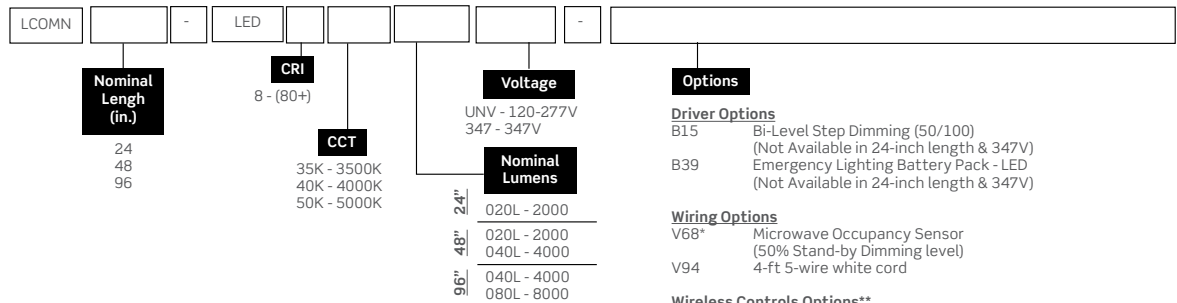 LCOMN - LED -
Nominal
Lengh
(in.)
24
48
96
CRI
8 - (80+)
CCT
35K - 3500K
40K - 4000K
50K - 5000K
Voltage
UNV - 120-277V
347 - 347V
Nominal
Lumens
24" 020L - 2000
48" 020L - 2000
040L - 4000
96" 040L - 4000
080L - 8000
Options
Driver Options
B15 Bi-Level Step Dimming (50/100)
(Not Available in 24-inch length & 347V)
B39 Emergency Lighting Battery Pack - LED
(Not Available in 24-inch length & 347V)
Wiring Options
V68* Microwave Occupancy Sensor
(50% Stand-by Dimming level)
V94 4-ft 5-wire white cord
Wireless Controls Options**